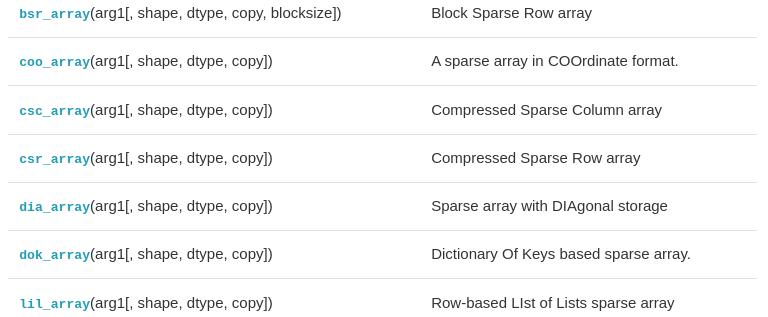 bsr_array(arg1[, shape, dtype, copy, blocksize]) Block Sparse Row array
coo_array(arg1[, shape, dtype, copy]) A sparse array in COOrdinate format.
csc_array(arg1[, shape, dtype, copy]) Compressed Sparse Column array
csr_array(arg1[, shape, dtype, copy]) Compressed Sparse Row array
dia_array(arg1[, shape, dtype, copy]) Sparse array with DIAgonal storage
dok_array(arg1[, shape, dtype, copy]) Dictionary Of Keys based sparse array.
lil_array(arg1[, shape, dtype, copy]) Row-based LIst of Lists sparse array